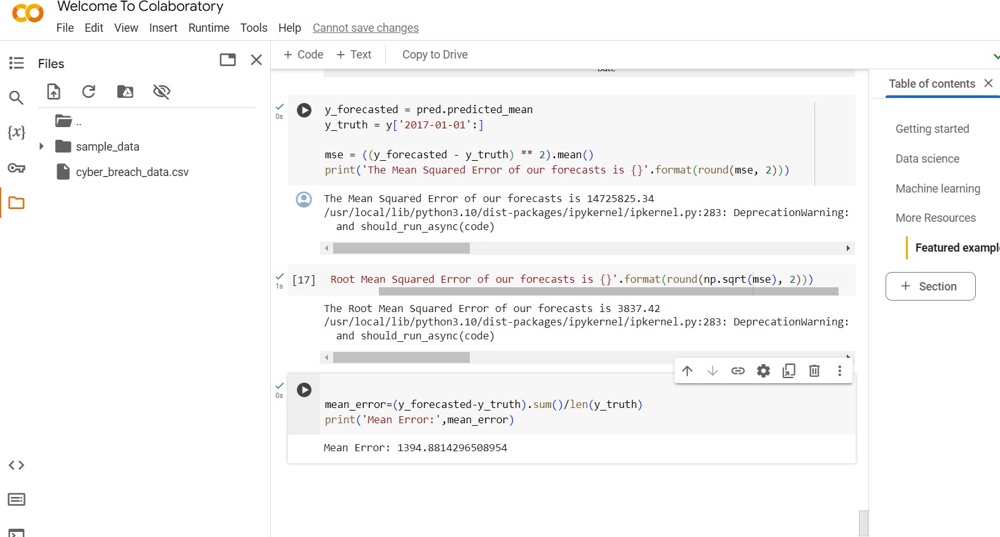 Welcome To Colaboratory
File Edit View Insert Runtime Tools Help Cannot save changes
Files
+ Code + Text Copy to Drive
Table of contents
..
sample_data
cyber_breach_data.csv
{x}
0s
y_forecasted = pred.predicted_mean
y_truth = y['2017-01-01':]
mse = ((y_forecasted - y_truth) ** 2).mean()
print('The Mean Squared Error of our forecasts is {}'.format(round(mse, 2)))
The Mean Squared Error of our forecasts is 14725825.34
/usr/local/lib/python3.10/dist-packages/ipykernel/ipkernel.py:283: DeprecationWarning:
and should_run_async(code)
1s
[17] Root Mean Squared Error of our forecasts is {}'.format(round(np.sqrt(mse), 2)))
The Root Mean Squared Error of our forecasts is 3837.42
/usr/local/lib/python3.10/dist-packages/ipykernel/ipkernel.py:283: DeprecationWarning:
and should_run_async(code)
0s
mean_error=(y_forecasted-y_truth).sum()/len(y_truth)
print('Mean Error:',mean_error)
Mean Error: 1394.8814296508954
Getting started
Data science
Machine learning
More Resources
Featured exampl
+ Section